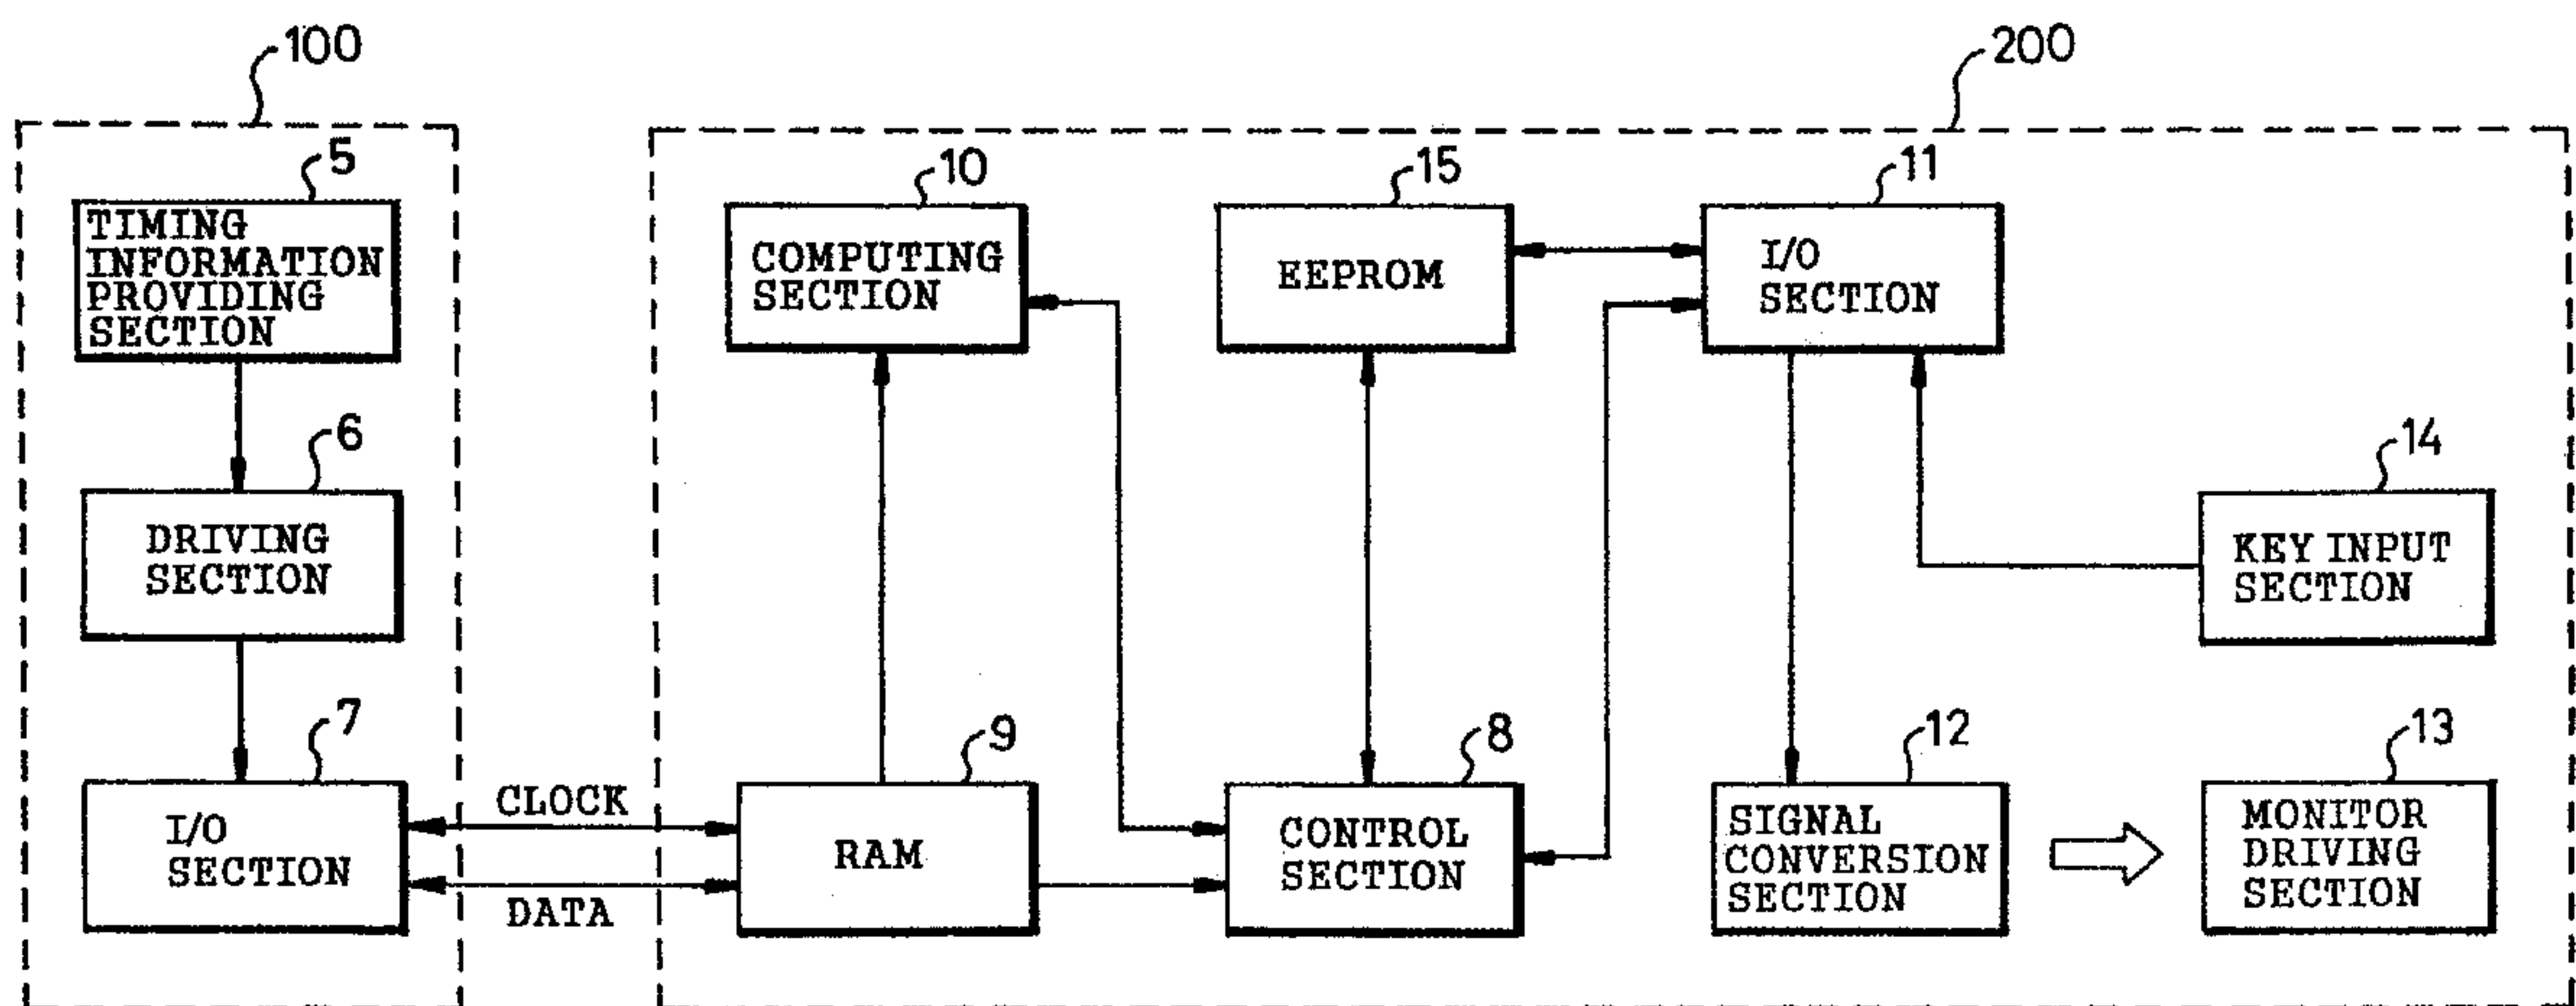 100
200
5
TIMING
INFORMATION
PROVIDING
SECTION
6
DRIVING
SECTION
7
I/O
SECTION
CLOCK
DATA
10
COMPUTING
SECTION
15
EEPROM
11
I/O
SECTION
14
KEY INPUT
SECTION
9
RAM
8
CONTROL
SECTION
12
SIGNAL
CONVERSION
SECTION
13
MONITOR
DRIVING
SECTION